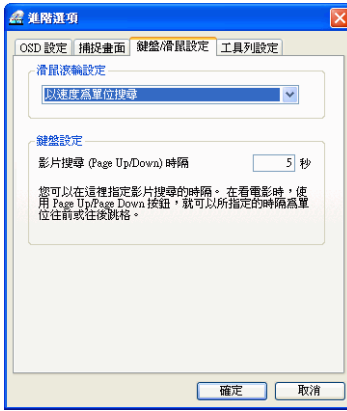 進階選項
OSD 設定 捕捉畫面 鍵盤/滑鼠設定 工具列設定
滑鼠滾輪設定
以速度爲單位搜尋
鍵盤設定
影片搜尋 (Page Up/Down) 時隔 5 秒
您可以在這裡指定影片搜尋的時隔。在看電影時，使
用 Page Up/Page Down 按鈕，就可以所指定的時隔爲單
位往前或往後跳格。
確定 取消